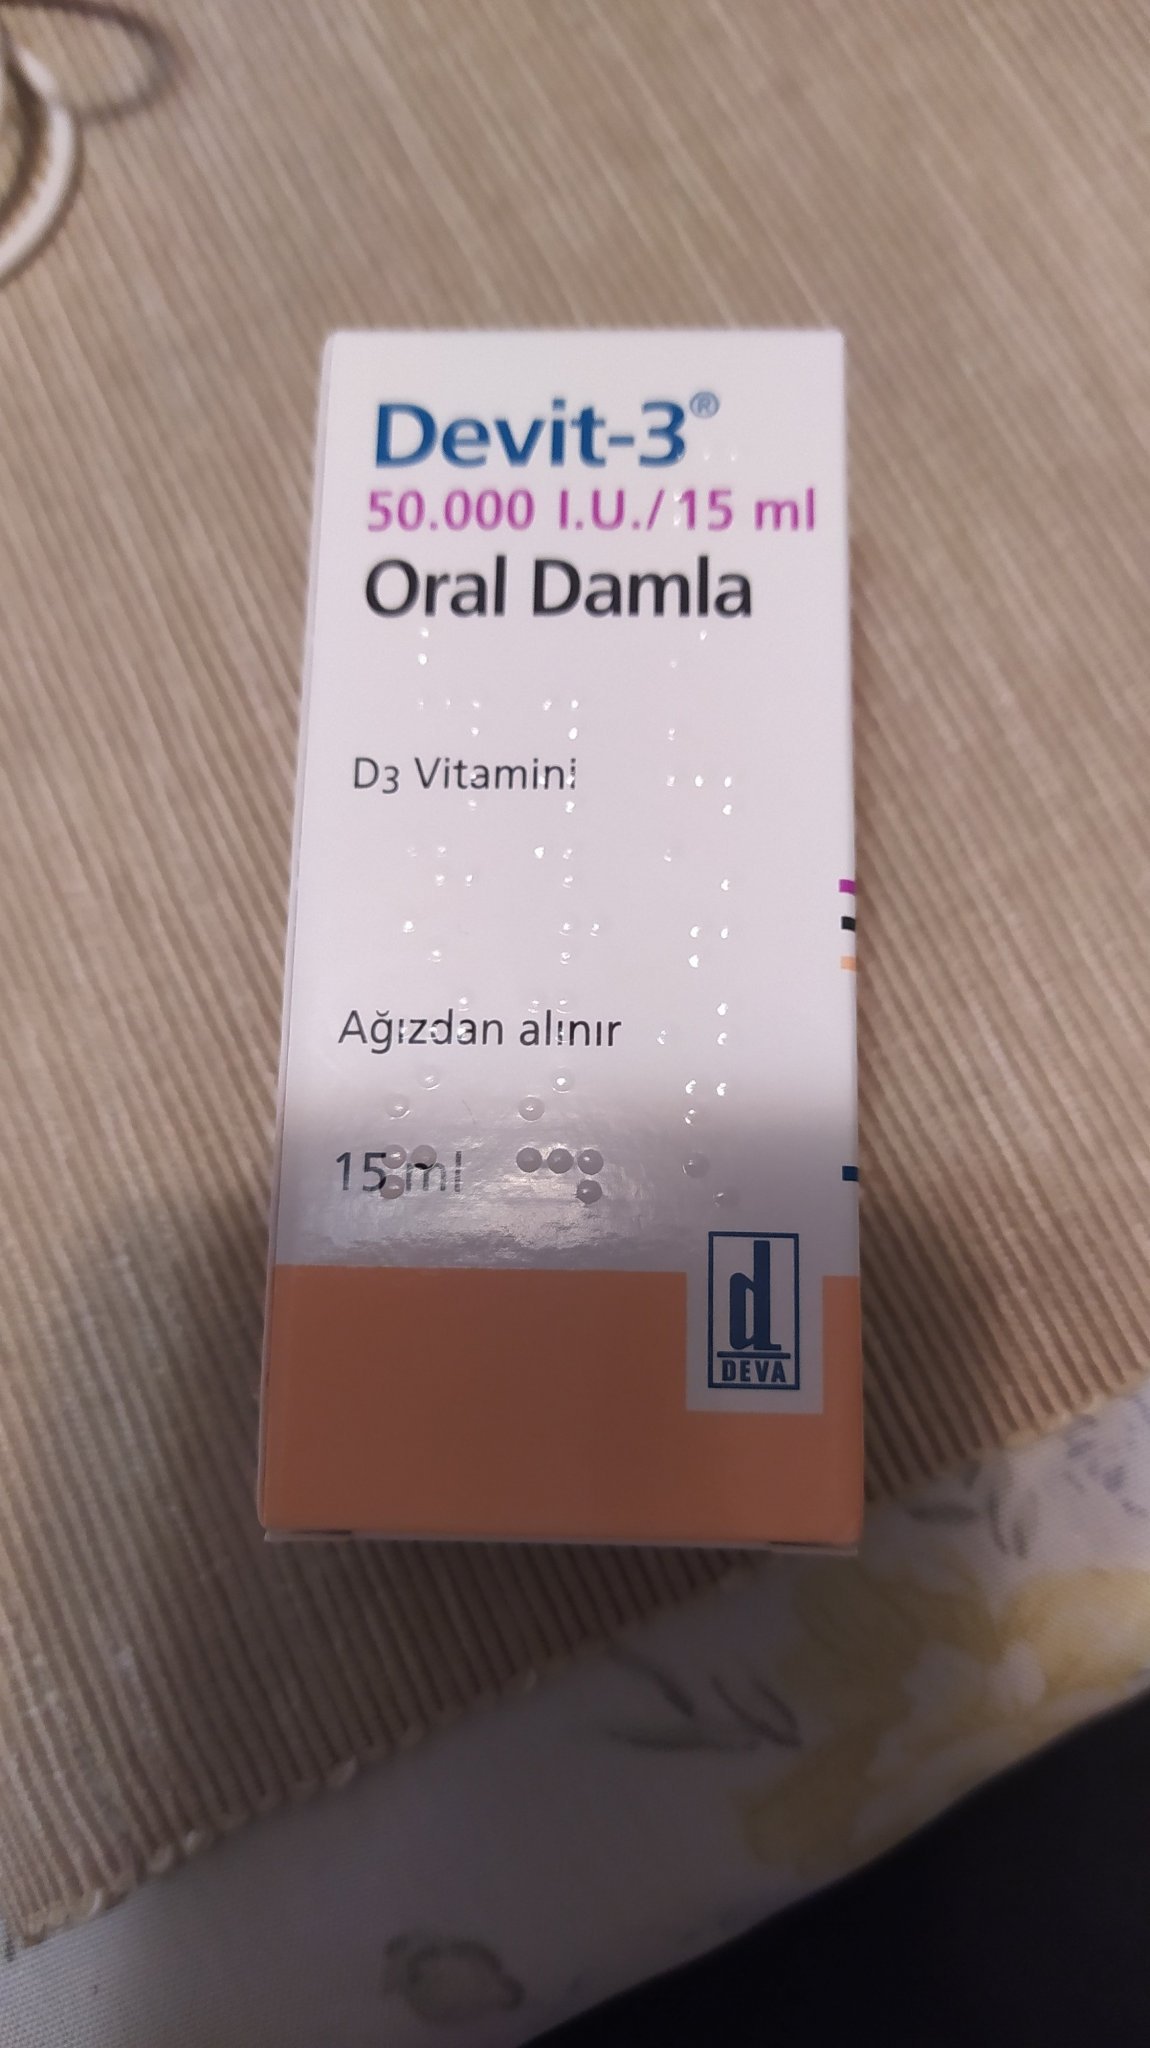 Devit-3®
50.000 I.U./15 ml
Oral Damla
D3 Vitamini
Ağızdan alınır
15 ml
d
DEVA